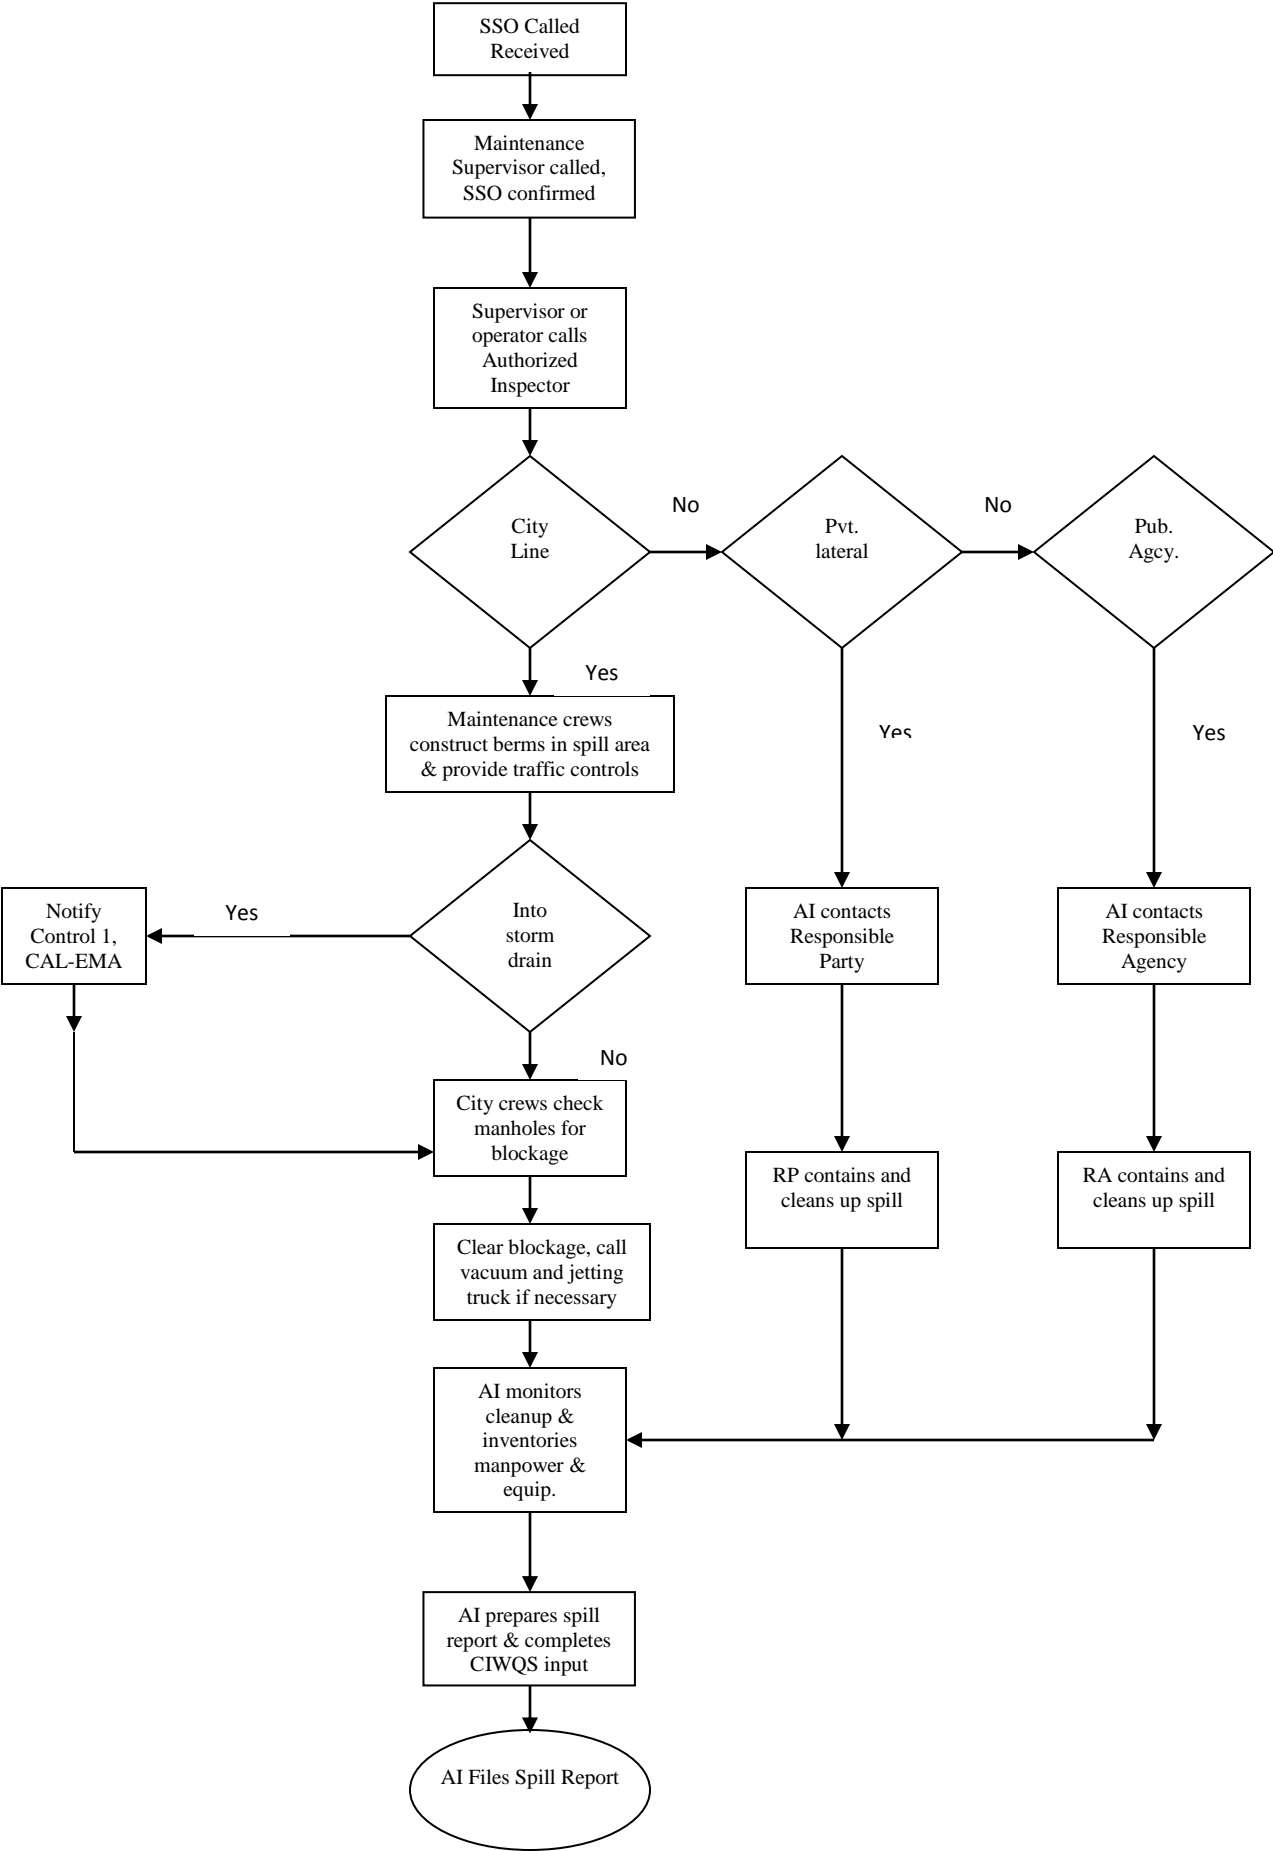 SSO Called
Received
Maintenance
Supervisor called,
SSO confirmed
Supervisor or
operator calls
Authorized
Inspector
City
Line
No
Pvt.
lateral
No
Pub.
Agcy.
Yes
Maintenance crews
construct berms in spill area
& provide traffic controls
Yes
Yes
Notify
Control 1,
CAL-EMA
Yes
Into
storm
drain
AI contacts
Responsible
Party
AI contacts
Responsible
Agency
No
City crews check
manholes for
blockage
RP contains and
cleans up spill
RA contains and
cleans up spill
Clear blockage, call
vacuum and jetting
truck if necessary
AI monitors
cleanup &
inventories
manpower &
equip.
AI prepares spill
report & completes
CIWQS input
AI Files Spill Report